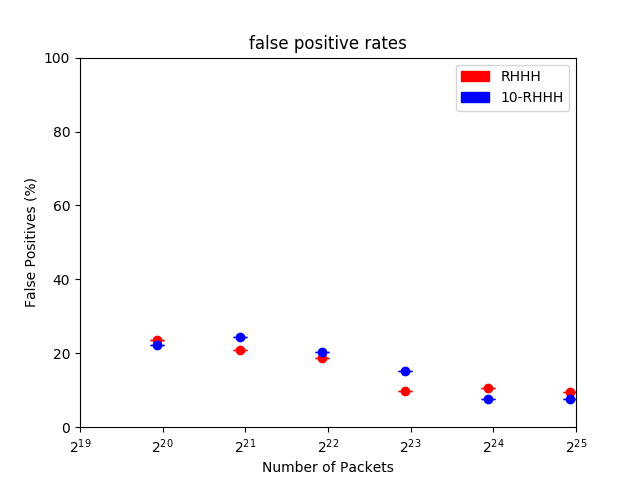 false positive rates
100
80
60
40
20
0
False Positives (%)
RHHH
10-RHHH
2^19 2^20 2^21 2^22 2^23 2^24 2^25
Number of Packets